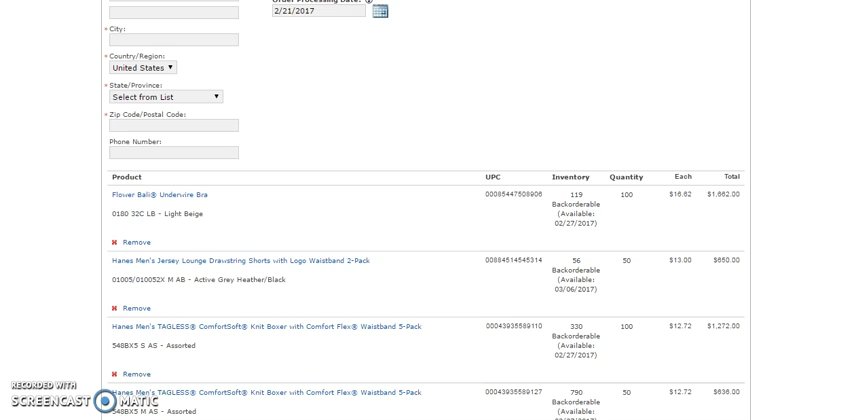 Order Processing Date:
2/21/2017
* City:
* Country/Region:
United States
* State/Province:
Select from List
* Zip Code/Postal Code:
Phone Number:
Product UPC Inventory Quantity Each Total
Flower Bali® Underwire Bra 00085447508906 119 100 $16.62 $1,662.00
Backorderable
0180 32C LB - Light Beige (Available:
02/27/2017)
Remove
Hanes Men's Jersey Lounge Drawstring Shorts with Logo Waistband 2-Pack 00884514545314 56 50 $13.00 $650.00
Backorderable
01005/010052X M AB - Active Grey Heather/Black (Available:
03/06/2017)
Remove
Hanes Men's TAGLESS® ComfortSoft® Knit Boxer with Comfort Flex® Waistband 5-Pack 00043935589110 330 100 $12.72 $1,272.00
Backorderable
548BX5 S AS - Assorted (Available:
02/27/2017)
Remove
Hanes Men's TAGLESS® ComfortSoft® Knit Boxer with Comfort Flex® Waistband 5-Pack 00043935589127 790 50 $12.72 $636.00
Backorderable
548BX5 M AS - Assorted (Available:
RECORDED WITH
SCREENCAST MATIC